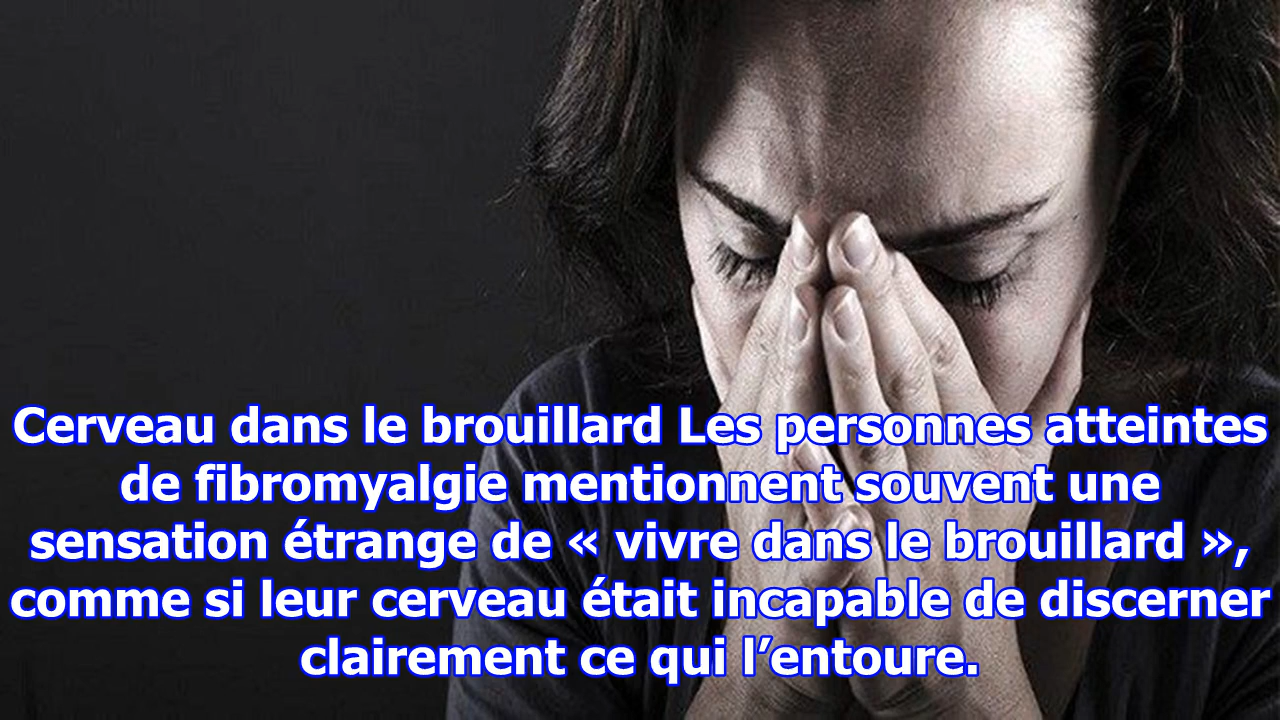 Cerveau dans le brouillard Les personnes atteintes
de fibromyalgie mentionnent souvent une
sensation étrange de « vivre dans le brouillard »,
comme si leur cerveau était incapable de discerner
clairement ce qui l’entoure.